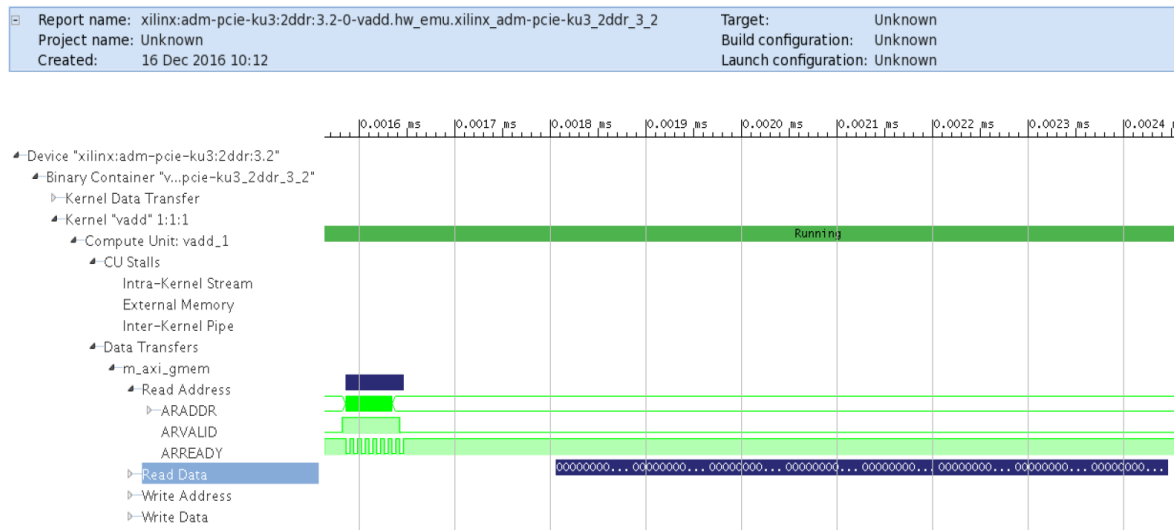 Report name: xilinx:adm-pcie-ku3:2ddr:3.2-0-vadd.hw_emu.xilinx_adm-pcie-ku3_2ddr_3_2 Target: Unknown
Project name: Unknown Build configuration: Unknown
Created: 16 Dec 2016 10:12 Launch configuration: Unknown
0.0016 ms 0.0017 ms 0.0018 ms 0.0019 ms 0.0020 ms 0.0021 ms 0.0022 ms 0.0023 ms 0.0024
Device "xilinx:adm-pcie-ku3:2ddr:3.2"
Binary Container "v...pcie-ku3_2ddr_3_2"
Kernel Data Transfer
Kernel "vadd" 1:1:1
Compute Unit: vadd_1 Running
CU Stalls
Intra-Kernel Stream
External Memory
Inter-Kernel Pipe
Data Transfers
m_axi_gmem
Read Address
ARADDR
ARVALID
ARREADY
Read Data 00000000... 00000000... 00000000... 00000000... 00000000... 00000000... 00000000... 00000000...
Write Address
Write Data